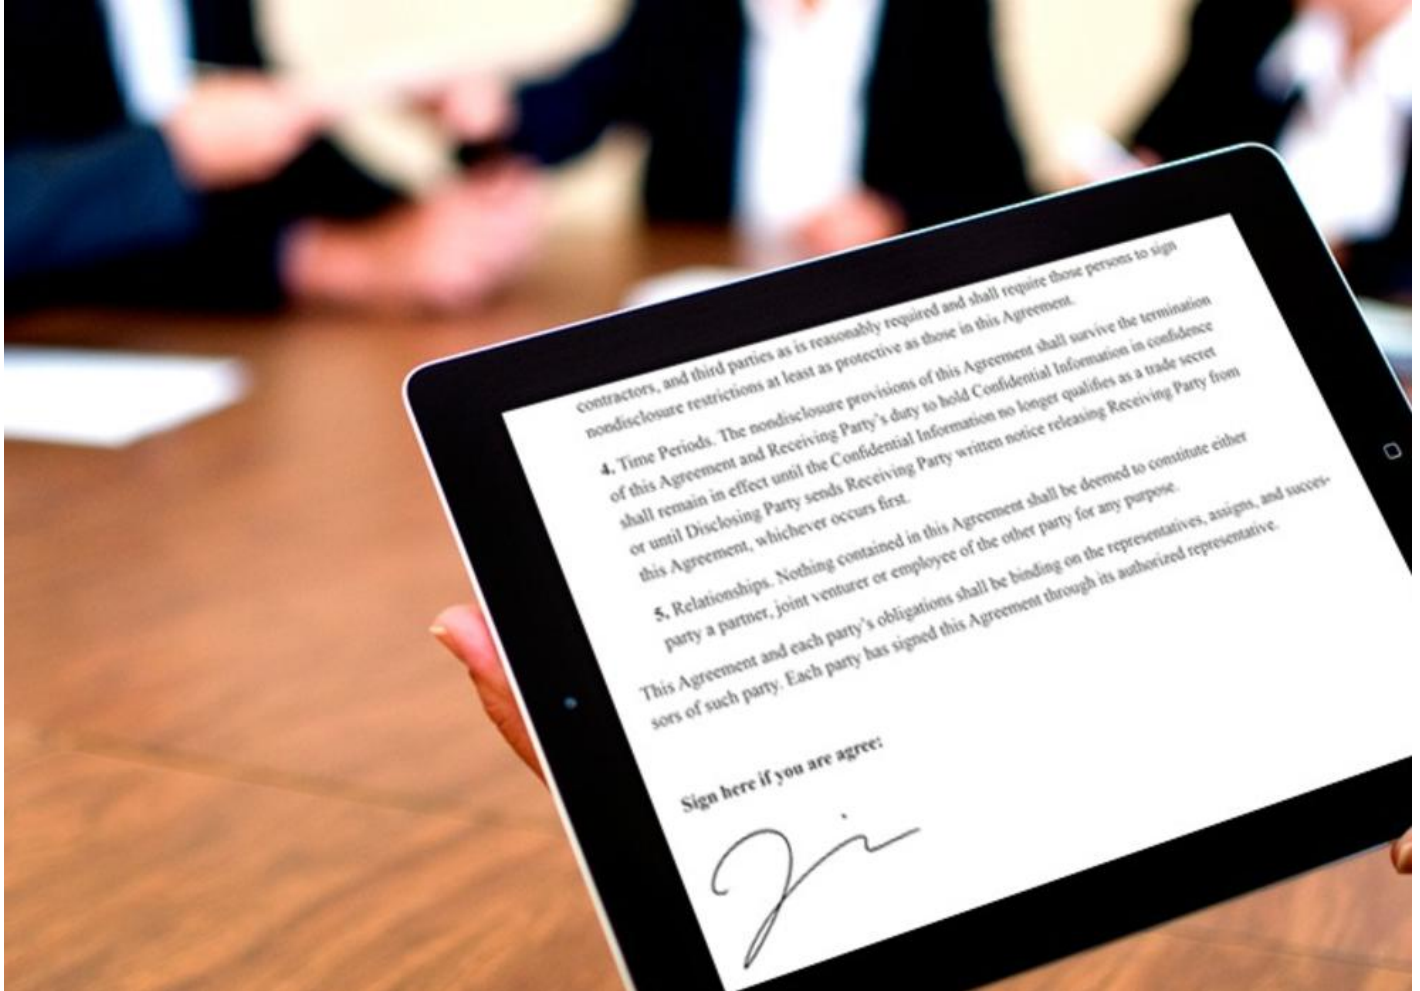 contractors, and third parties as is reasonably required and shall require those persons to sign
nondisclosure restrictions at least as protective as those in this Agreement.
4. Time Periods. The nondisclosure provisions of this Agreement shall survive the termination
of this Agreement and Receiving Party's duty to hold Confidential Information in confidence
shall remain in effect until the Confidential Information no longer qualifies as a trade secret
or until Disclosing Party sends Receiving Party written notice releasing Receiving Party from
this Agreement, whichever occurs first.
5. Relationships. Nothing contained in this Agreement shall be deemed to constitute either
party a partner, joint venturer or employee of the other party for any purpose.
This Agreement and each party's obligations shall be binding on the representatives, assigns, and succes-
sors of such party. Each party has signed this Agreement through its authorized representative.
Sign here if you are agree: